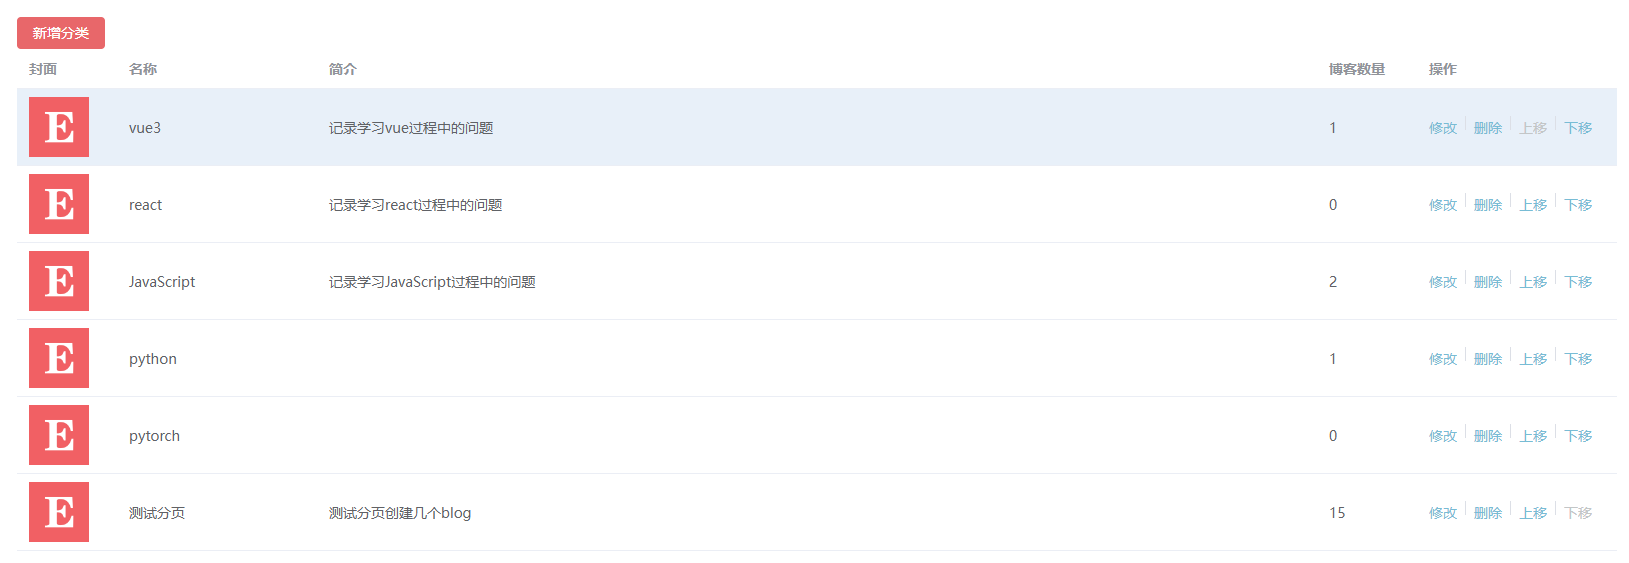 新增分类
封面 名称 简介 博客数量 操作
E vue3 记录学习vue过程中的问题 1 修改 删除 上移 下移
E react 记录学习react过程中的问题 0 修改 删除 上移 下移
E JavaScript 记录学习JavaScript过程中的问题 2 修改 删除 上移 下移
E python 1 修改 删除 上移 下移
E pytorch 0 修改 删除 上移 下移
E 测试分页 测试分页创建几个blog 15 修改 删除 上移 下移